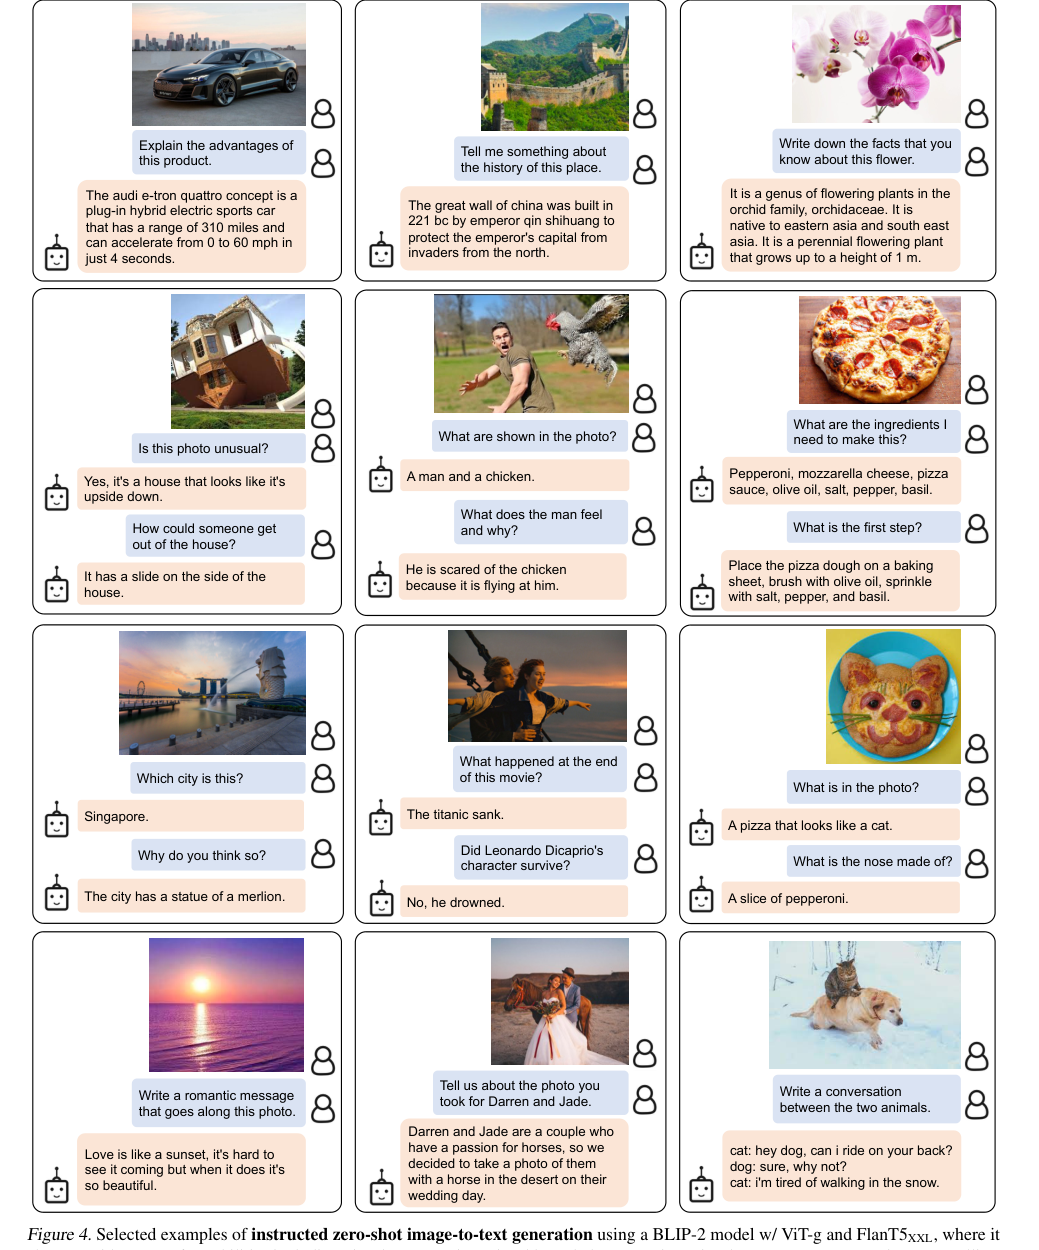 Explain the advantages of
this product.
The audi e-tron quattro concept is a
plug-in hybrid electric sports car
that has a range of 310 miles and
can accelerate from 0 to 60 mph in
just 4 seconds.
Tell me something about
the history of this place.
The great wall of china was built in
221 bc by emperor qin shihuang to
protect the emperor's capital from
invaders from the north.
Write down the facts that you
know about this flower.
It is a genus of flowering plants in the
orchid family, orchidaceae. It is
native to eastern asia and south east
asia. It is a perennial flowering plant
that grows up to a height of 1 m.
Is this photo unusual?
Yes, it's a house that looks like it's
upside down.
How could someone get
out of the house?
It has a slide on the side of the
house.
What are shown in the photo?
A man and a chicken.
What does the man feel
and why?
He is scared of the chicken
because it is flying at him.
What are the ingredients I
need to make this?
Pepperoni, mozzarella cheese, pizza
sauce, olive oil, salt, pepper, basil.
What is the first step?
Place the pizza dough on a baking
sheet, brush with olive oil, sprinkle
with salt, pepper, and basil.
Which city is this?
Singapore.
Why do you think so?
The city has a statue of a merlion.
What happened at the end
of this movie?
The titanic sank.
Did Leonardo Dicaprio's
character survive?
No, he drowned.
What is in the photo?
A pizza that looks like a cat.
What is the nose made of?
A slice of pepperoni.
Write a romantic message
that goes along this photo.
Love is like a sunset, it's hard to
see it coming but when it does it's
so beautiful.
Tell us about the photo you
took for Darren and Jade.
Darren and Jade are a couple who
have a passion for horses, so we
decided to take a photo of them
with a horse in the desert on their
wedding day.
Write a conversation
between the two animals.
cat: hey dog, can i ride on your back?
dog: sure, why not?
cat: i'm tired of walking in the snow.
Figure 4. Selected examples of instructed zero-shot image-to-text generation using a BLIP-2 model w/ ViT-g and FlanT5XXL, where it